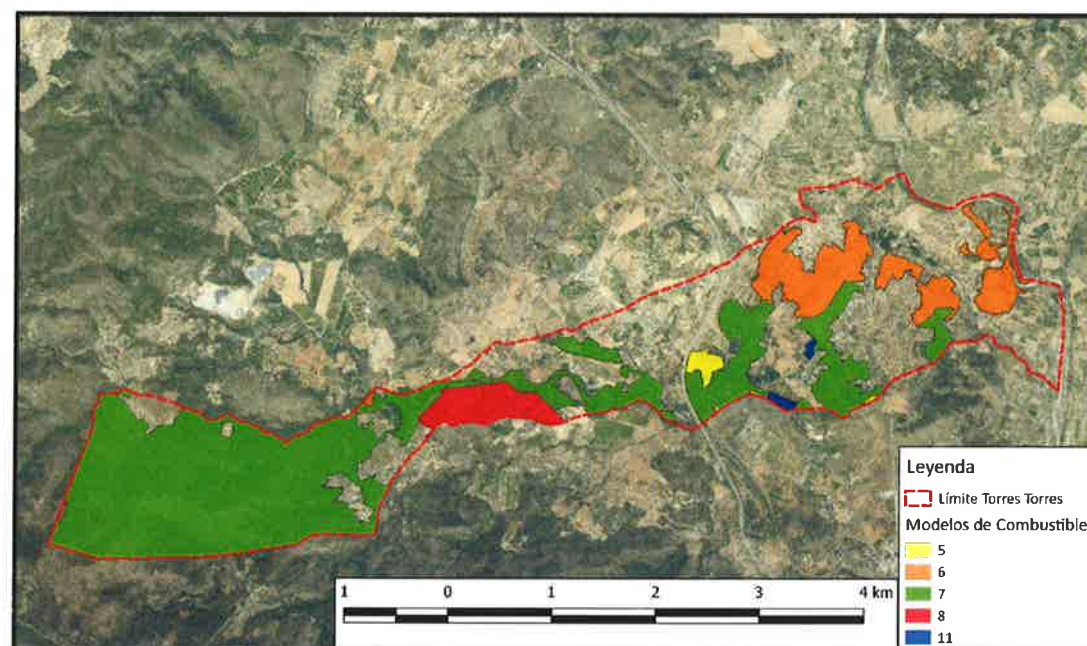 Leyenda
Límite Torres Torres
Modelos de Combustible
5
6
7
8
11
1 0 1 2 3 4 km